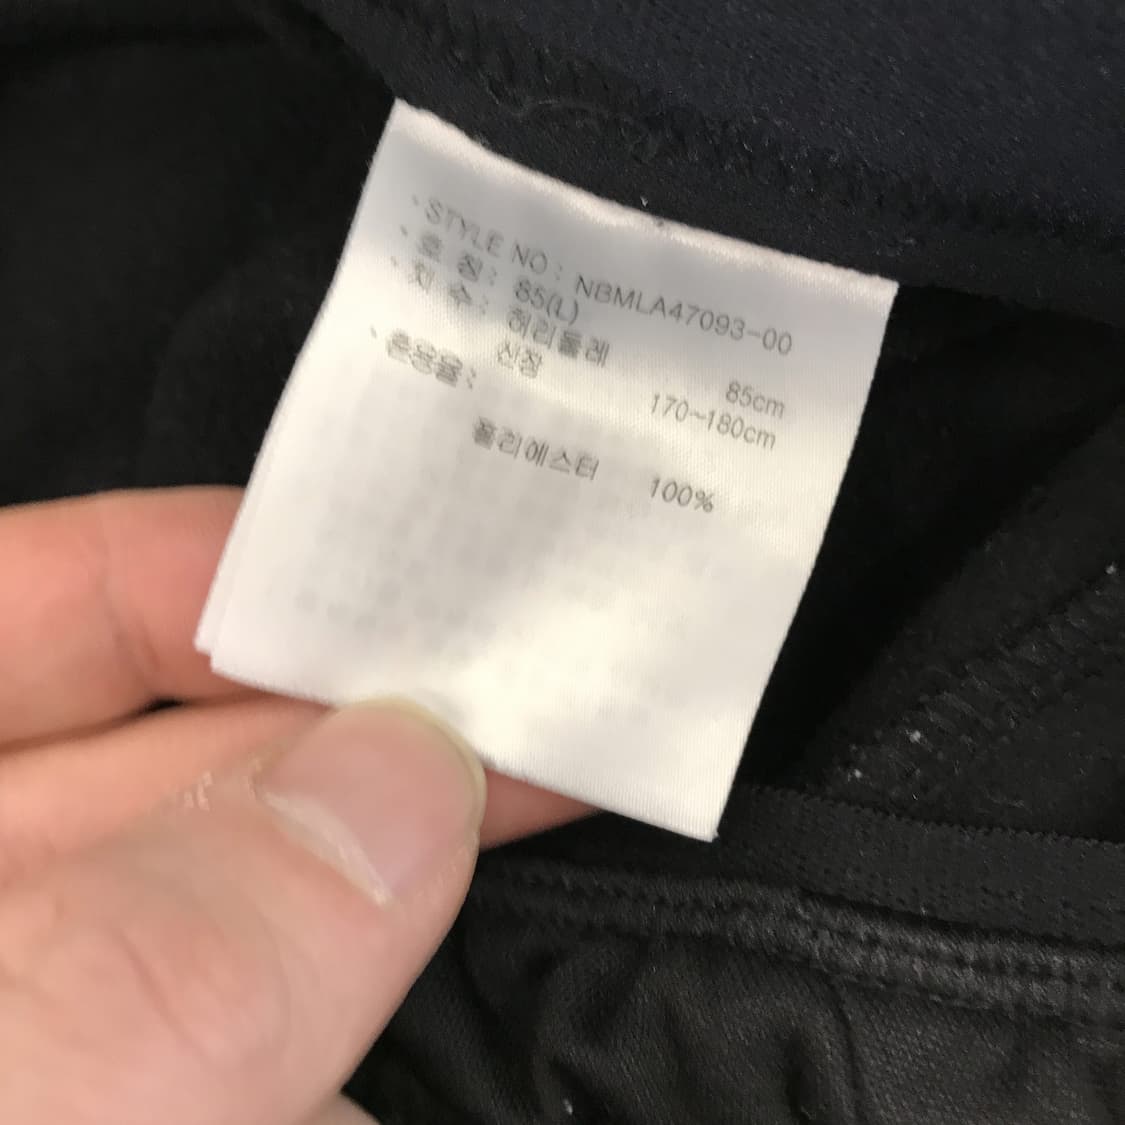 · STYLE NO : NBMLA47093-00
· 호 칭 : 85(L)
· 치 수 : 허리둘레 85cm
신장 170~180cm
· 혼용율 :
폴리에스터 100%